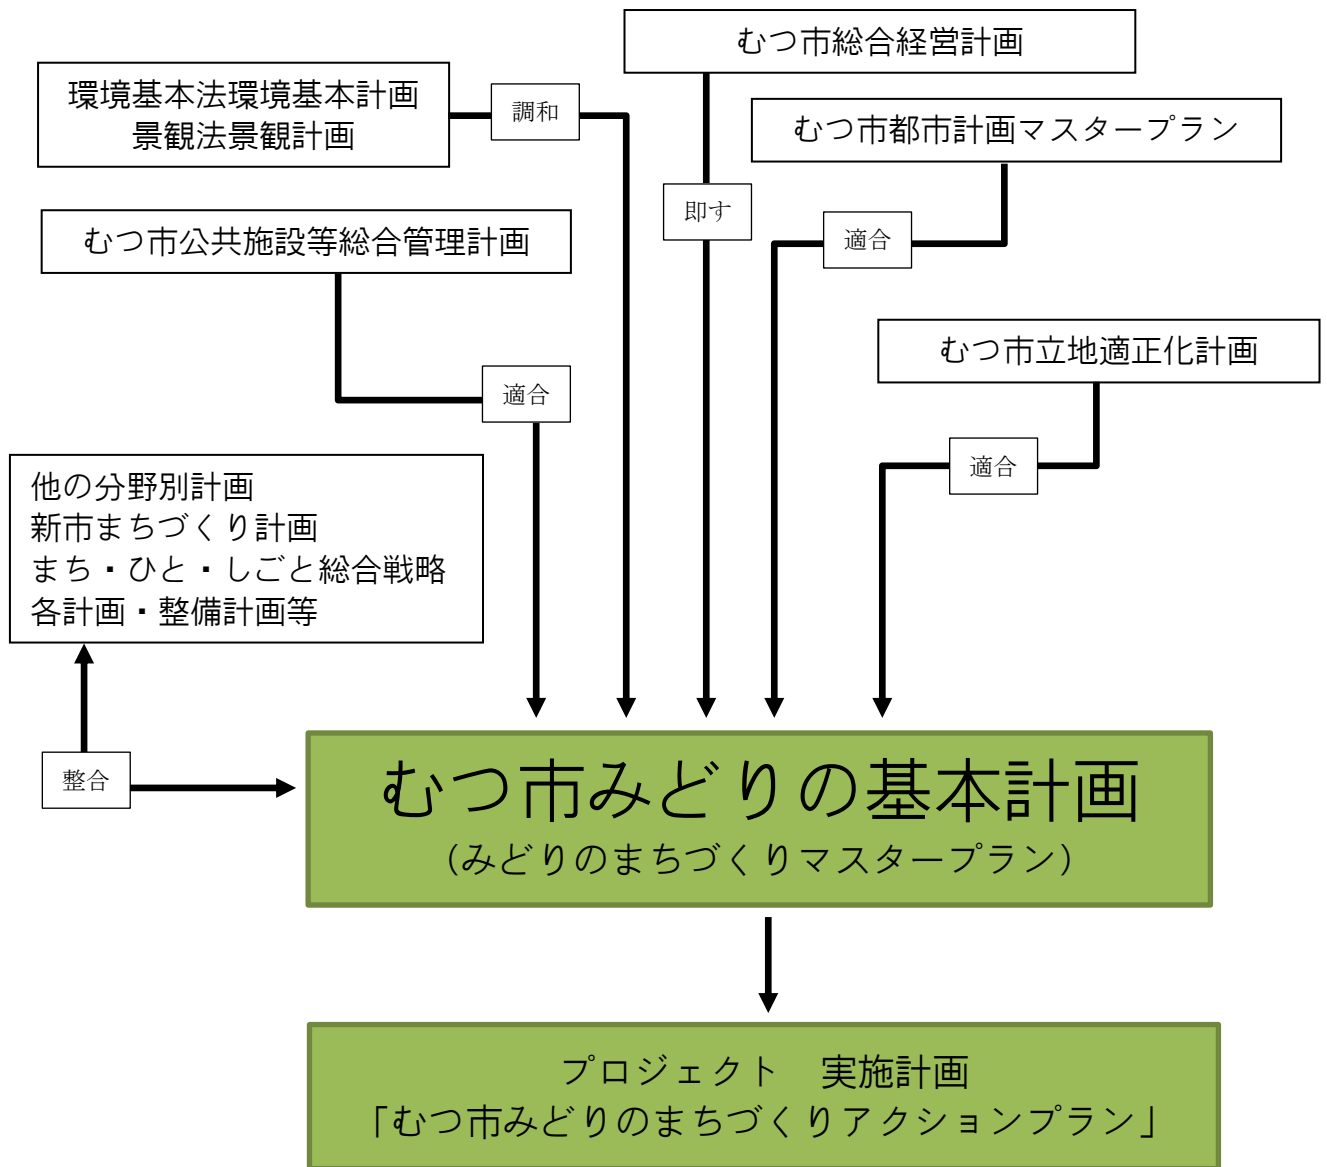 むつ市総合経営計画
環境基本法環境基本計画
景観法景観計画
調和
むつ市都市計画マスタープラン
即す
むつ市公共施設等総合管理計画
適合
むつ市立地適正化計画
適合
適合
他の分野別計画
新市まちづくり計画
まち・ひと・しごと総合戦略
各計画・整備計画等
整合
むつ市みどりの基本計画
（みどりのまちづくりマスタープラン）
プロジェクト　実施計画
「むつ市みどりのまちづくりアクションプラン」